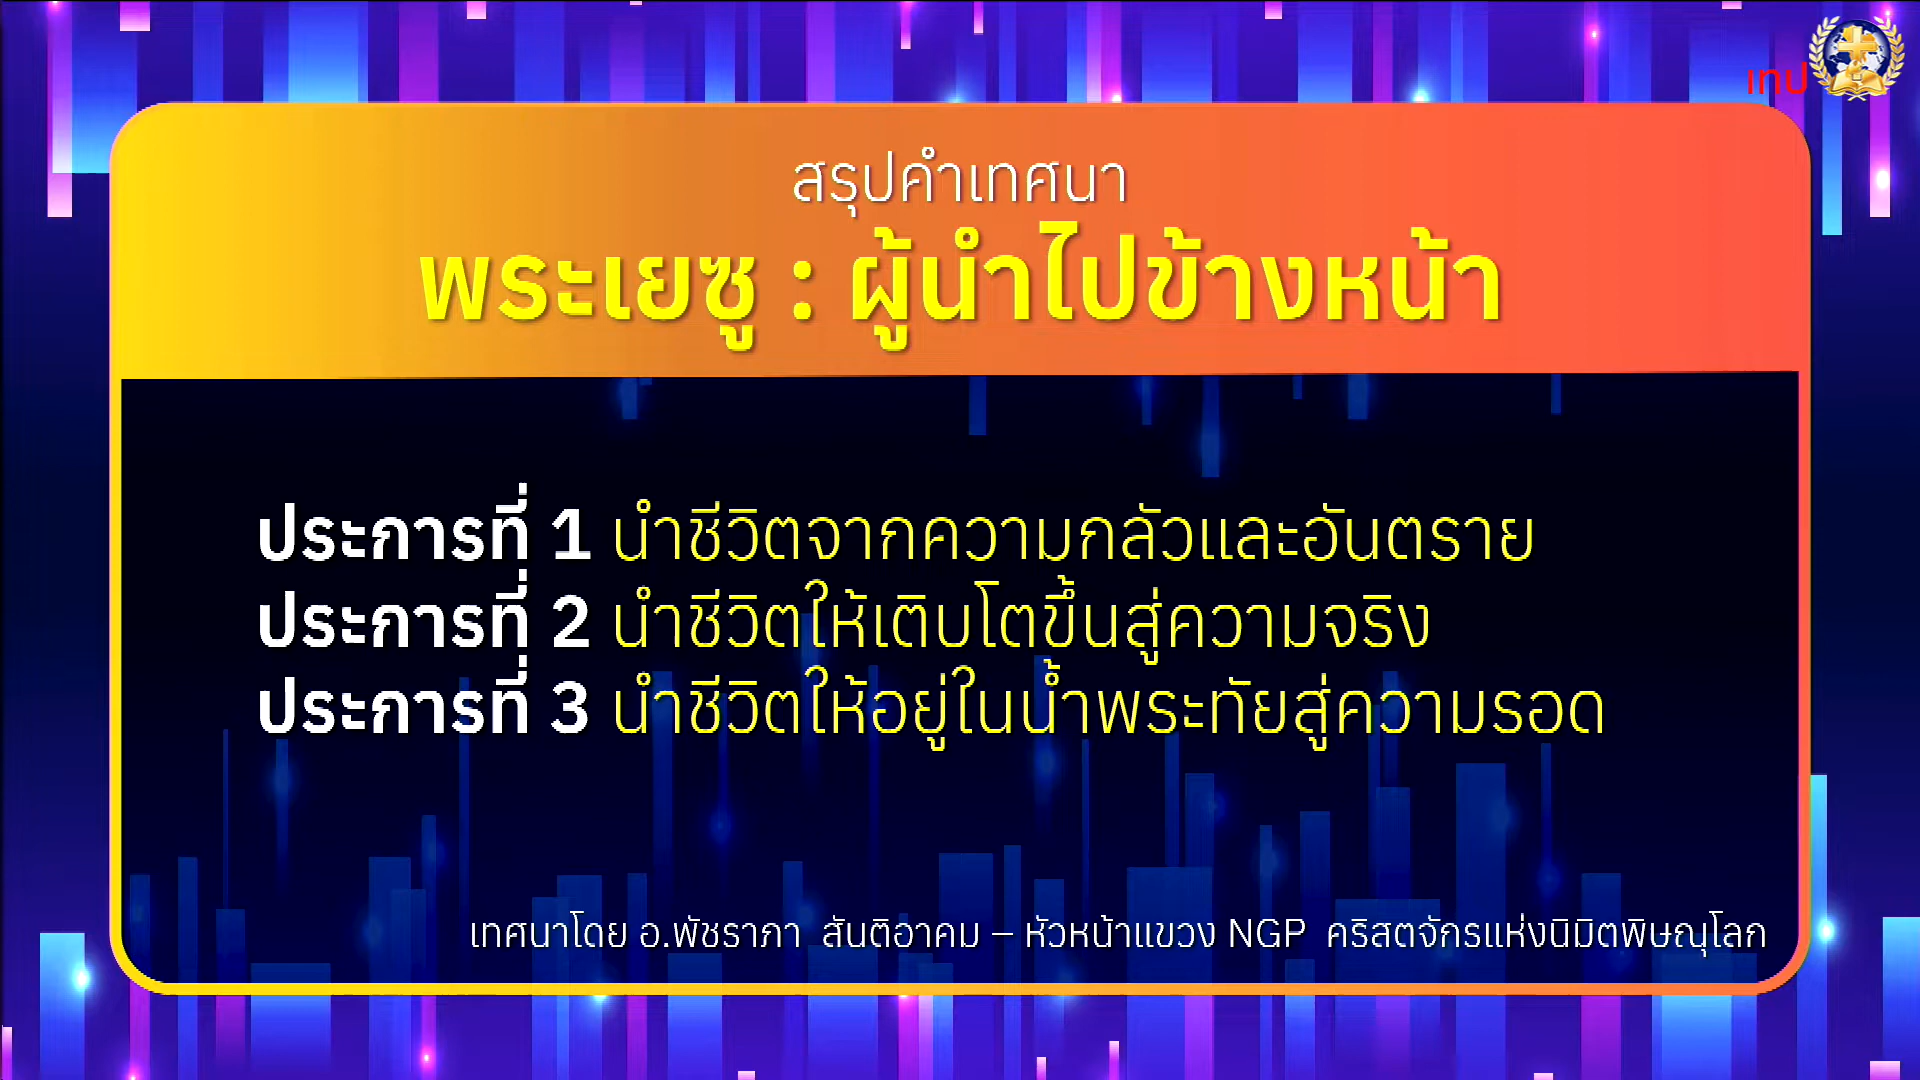 เทป
สรุปคำเทศนา
พระเยซู : ผู้นำไปข้างหน้า
ประการที่ 1 นำชีวิตจากความกลัวและอันตราย
ประการที่ 2 นำชีวิตให้เติบโตขึ้นสู่ความจริง
ประการที่ 3 นำชีวิตให้อยู่ในน้ำพระทัยสู่ความรอด
เทศนาโดย อ.พัชราภา สันติอาคม – หัวหน้าแขวง NGP คริสตจักรแห่งนิมิตพิษณุโลก